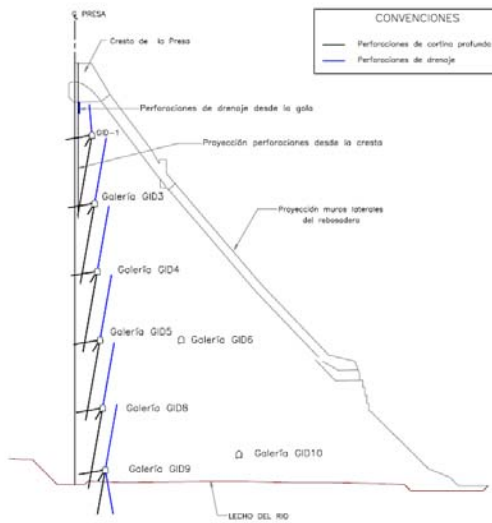 ℄ PRESA
CONVENCIONES
Perforaciones de cortina profunda
Perforaciones de drenaje
Cresta de la Presa
Perforaciones de drenaje desde la gola
GID-1
Proyección perforaciones desde la cresta
Galería GID3
Proyección muros laterales
del rebosadero
Galería GID4
Galería GID5
Galería GID6
Galería GID8
Galería GID10
Galería GID9
LECHO DEL RIO